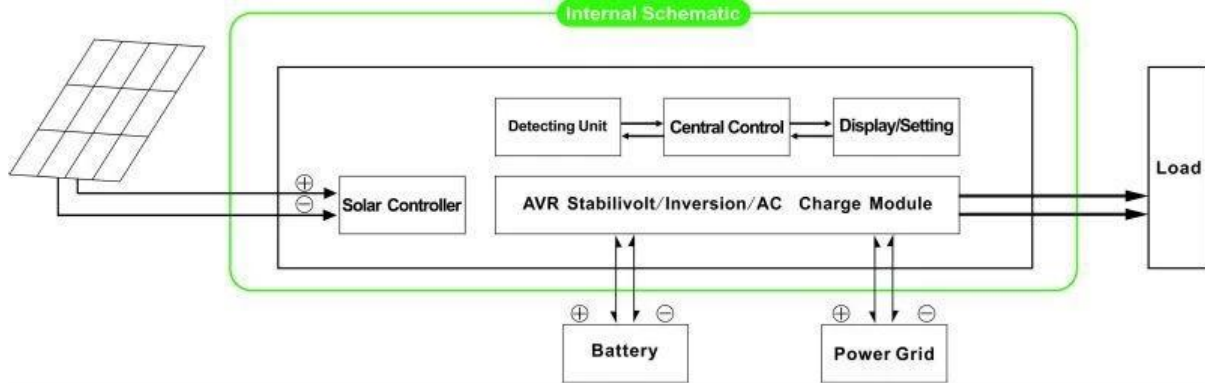 Internal Schematic
Detecting Unit
Central Control
Display/Setting
Load
⊕
⊖
Solar Controller
AVR Stabilivolt/Inversion/AC Charge Module
⊕ ⊖
⊕ ⊖
Battery
Power Grid